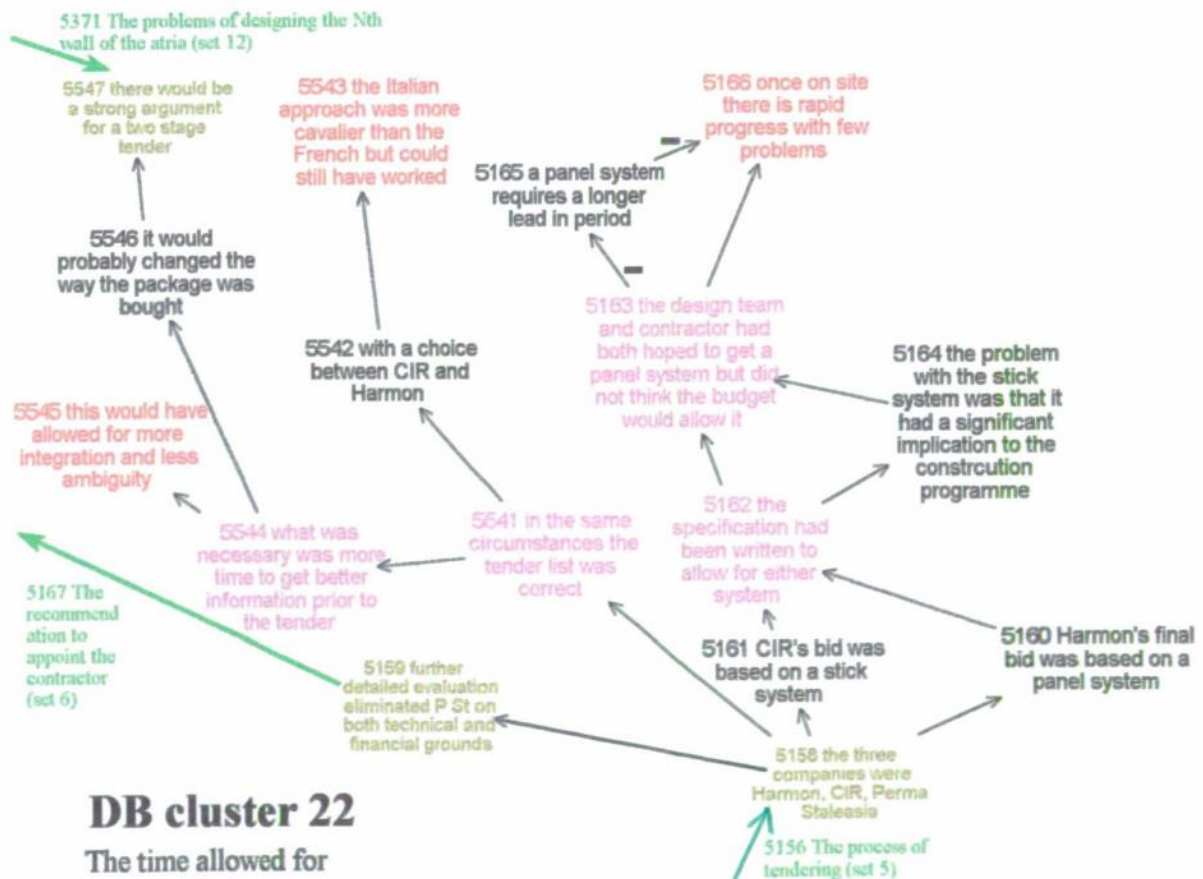 5371 The problems of designing the Nth
wall of the atria (set 12)
5547 there would be
a strong argument
for a two stage
tender
5543 the Italian
approach was more
cavalier than the
French but could
still have worked
5166 once on site
there is rapid
progress with few
problems
5165 a panel system
requires a longer
lead in period
5546 it would
probably changed the
way the package was
bought
5163 the design team
and contractor had
both hoped to get a
panel system but did
not think the budget
would allow it
5542 with a choice
between CIR and
Harmon
5164 the problem
with the stick
system was that it
had a significant
implication to the
constrcution
programme
5545 this would have
allowed for more
integration and less
ambiguity
5162 the
specification had
been written to
allow for either
system
5541 in the same
circumstances the
tender list was
correct
5544 what was
necessary was more
time to get better
information prior to
the tender
5167 The
recommend
ation to
appoint the
contractor
(set 6)
5161 CIR's bid was
based on a stick
system
5160 Harmon's final
bid was based on a
panel system
5159 further
detailed evaluation
eliminated P St on
both technical and
financial grounds
5158 the three
companies were
Harmon, CIR, Perma
Staleasia
DB cluster 22
The time allowed for
5156 The process of
tendering (set 5)